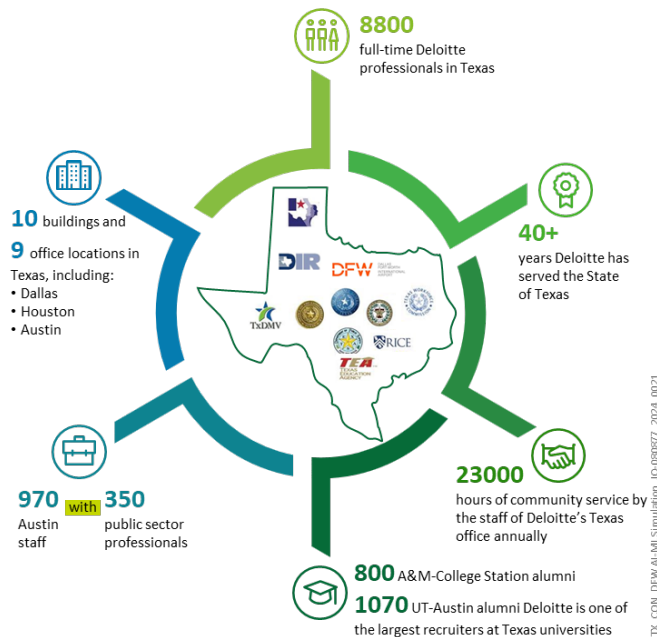 8800
full-time Deloitte
professionals in Texas
10 buildings and
9 office locations in
Texas, including:
• Dallas
• Houston
• Austin
40+
years Deloitte has
served the State
of Texas
DIR
DFW
TxDMV
RICE
TEA
TEXAS
EDUCATION
AGENCY
970 with 350
Austin
staff
public sector
professionals
23000
hours of community service by
the staff of Deloitte's Texas
office annually
800 A&M-College Station alumni
1070 UT-Austin alumni Deloitte is one of
the largest recruiters at Texas universities